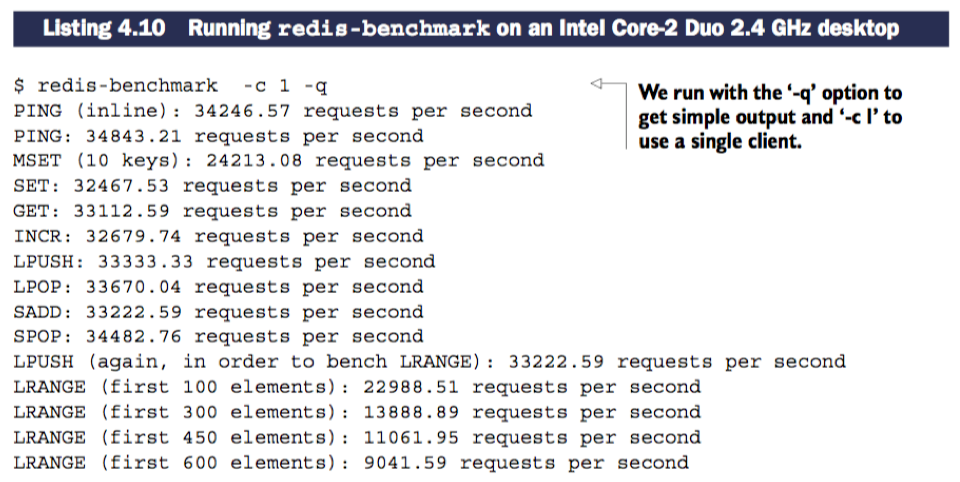 Listing 4.10 Running redis-benchmark on an Intel Core-2 Duo 2.4 GHz desktop
$ redis-benchmark -c 1 -q
PING (inline): 34246.57 requests per second
PING: 34843.21 requests per second
MSET (10 keys): 24213.08 requests per second
SET: 32467.53 requests per second
GET: 33112.59 requests per second
INCR: 32679.74 requests per second
LPUSH: 33333.33 requests per second
LPOP: 33670.04 requests per second
SADD: 33222.59 requests per second
SPOP: 34482.76 requests per second
LPUSH (again, in order to bench LRANGE): 33222.59 requests per second
LRANGE (first 100 elements): 22988.51 requests per second
LRANGE (first 300 elements): 13888.89 requests per second
LRANGE (first 450 elements): 11061.95 requests per second
LRANGE (first 600 elements): 9041.59 requests per second
We run with the ‘-q’ option to
get simple output and ‘-c 1’ to
use a single client.